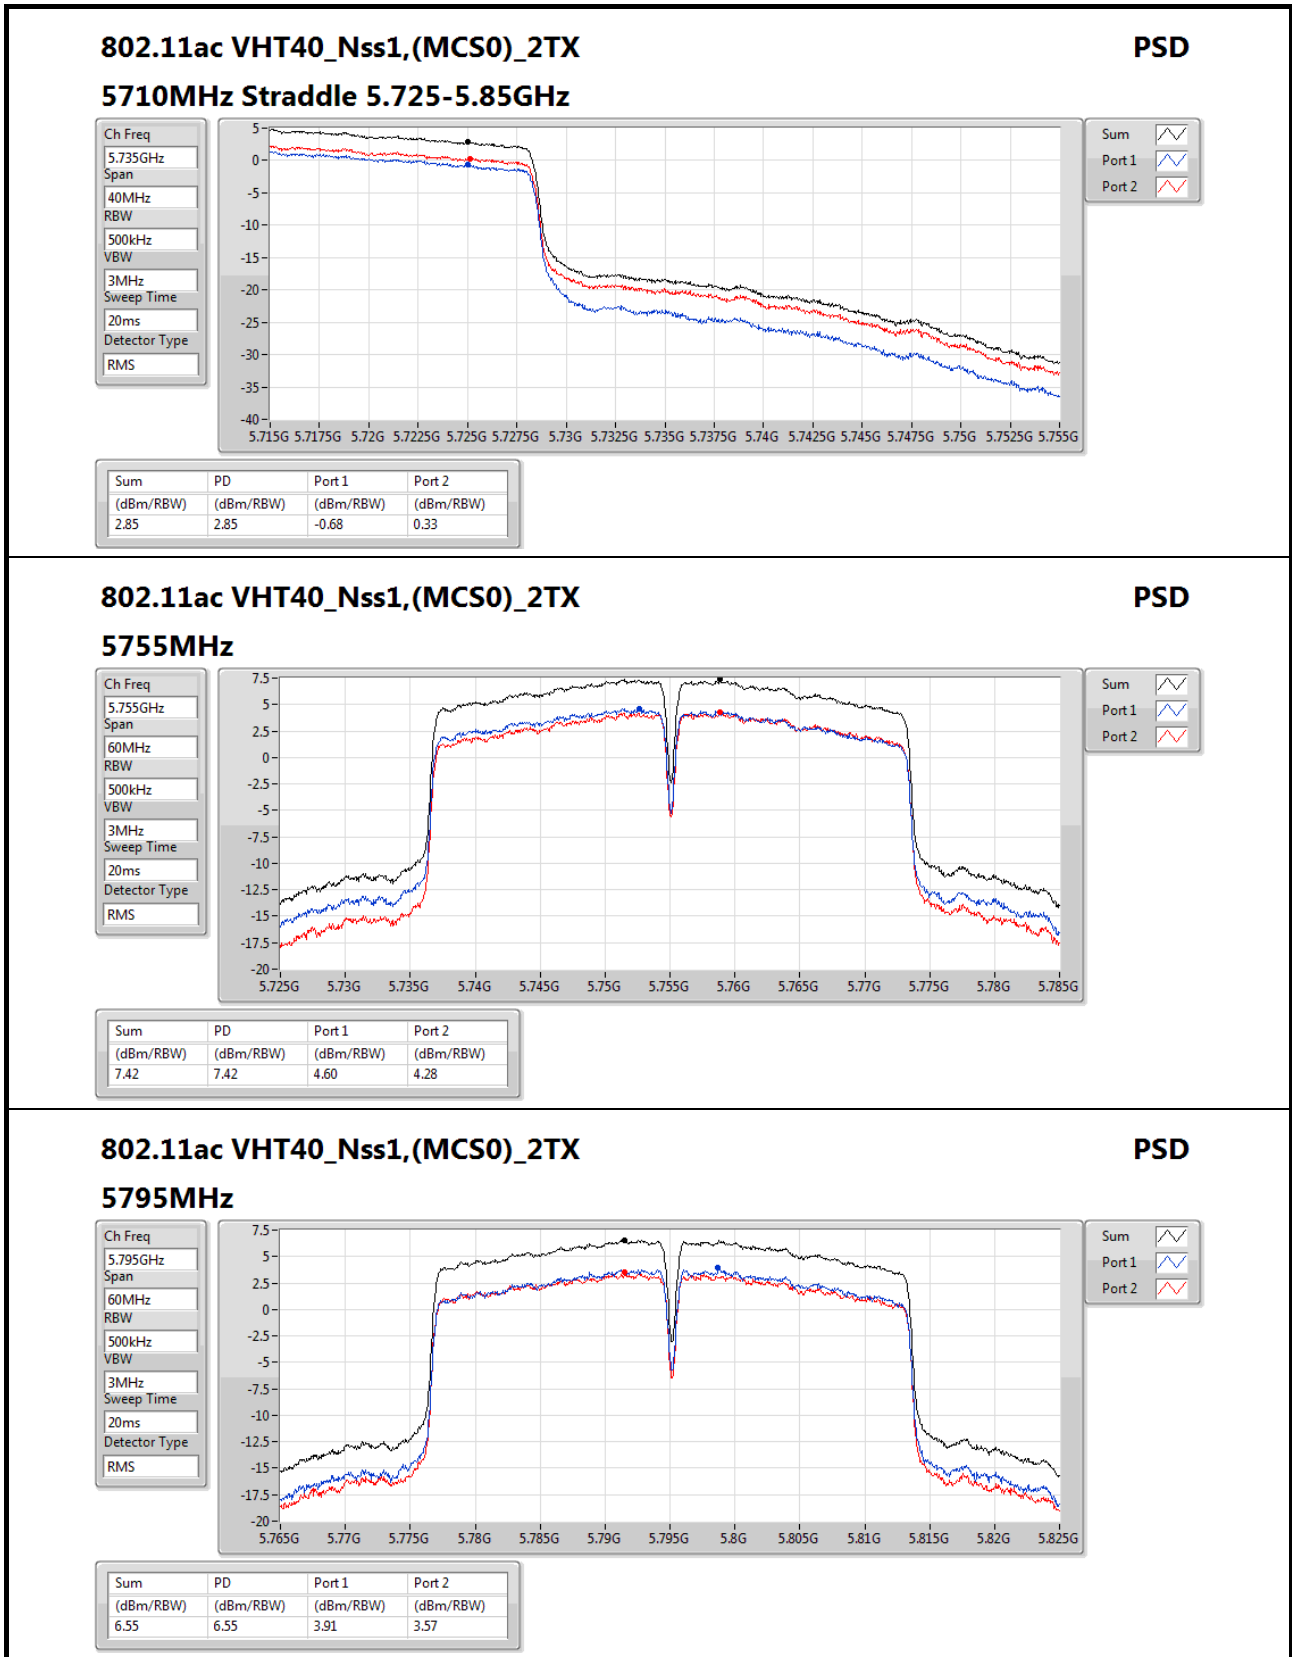 802.11ac VHT40_Nss1,(MCS0)_2TX PSD
5710MHz Straddle 5.725-5.85GHz
Ch Freq
5.735GHz
Span
40MHz
RBW
500kHz
VBW
3MHz
Sweep Time
20ms
Detector Type
RMS
5
0
-5
-10
-15
-20
-25
-30
-35
-40
5.715G 5.7175G 5.72G 5.7225G 5.725G 5.7275G 5.73G 5.7325G 5.735G 5.7375G 5.74G 5.7425G 5.745G 5.7475G 5.75G 5.7525G 5.755G
Sum
Port 1
Port 2
Sum PD Port 1 Port 2
(dBm/RBW) (dBm/RBW) (dBm/RBW) (dBm/RBW)
2.85 2.85 -0.68 0.33
802.11ac VHT40_Nss1,(MCS0)_2TX PSD
5755MHz
Ch Freq
5.755GHz
Span
60MHz
RBW
500kHz
VBW
3MHz
Sweep Time
20ms
Detector Type
RMS
7.5
5
2.5
0
-2.5
-5
-7.5
-10
-12.5
-15
-17.5
-20
5.725G 5.73G 5.735G 5.74G 5.745G 5.75G 5.755G 5.76G 5.765G 5.77G 5.775G 5.78G 5.785G
Sum
Port 1
Port 2
Sum PD Port 1 Port 2
(dBm/RBW) (dBm/RBW) (dBm/RBW) (dBm/RBW)
7.42 7.42 4.60 4.28
802.11ac VHT40_Nss1,(MCS0)_2TX PSD
5795MHz
Ch Freq
5.795GHz
Span
60MHz
RBW
500kHz
VBW
3MHz
Sweep Time
20ms
Detector Type
RMS
7.5
5
2.5
0
-2.5
-5
-7.5
-10
-12.5
-15
-17.5
-20
5.765G 5.77G 5.775G 5.78G 5.785G 5.79G 5.795G 5.8G 5.805G 5.81G 5.815G 5.82G 5.825G
Sum
Port 1
Port 2
Sum PD Port 1 Port 2
(dBm/RBW) (dBm/RBW) (dBm/RBW) (dBm/RBW)
6.55 6.55 3.91 3.57